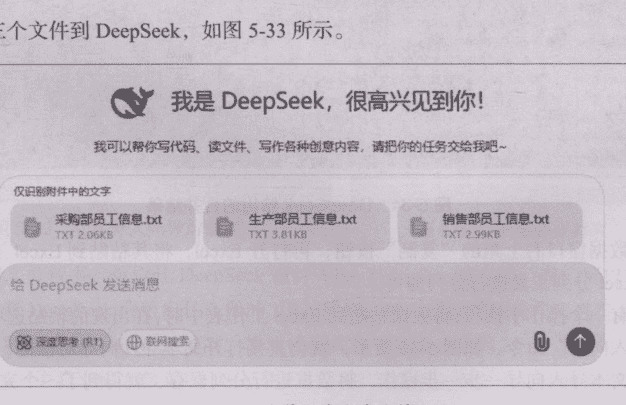 三个文件到 DeepSeek，如图 5-33 所示。
我是 DeepSeek，很高兴见到你！
我可以帮你写代码、读文件、写作各种创意内容，请把你的任务交给我吧~
仅识别附件中的文字
采购部员工信息.txt
TXT 2.06KB
生产部员工信息.txt
TXT 3.81KB
销售部员工信息.txt
TXT 2.99KB
给 DeepSeek 发送消息
深度思考 (R1)
联网搜索